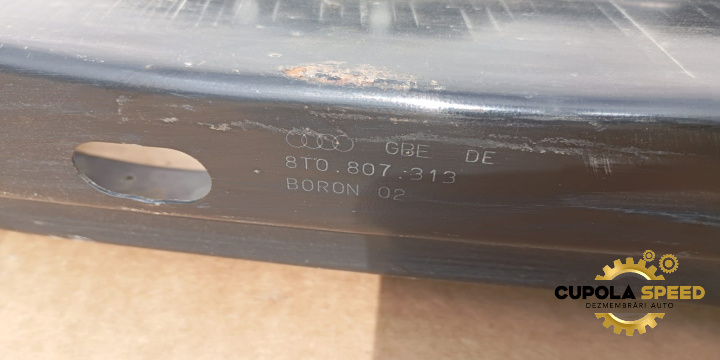 GBE DE
8T0.807.313
BORON 02
CUPOLA SPEED
DEZMEMBRĂRI AUTO